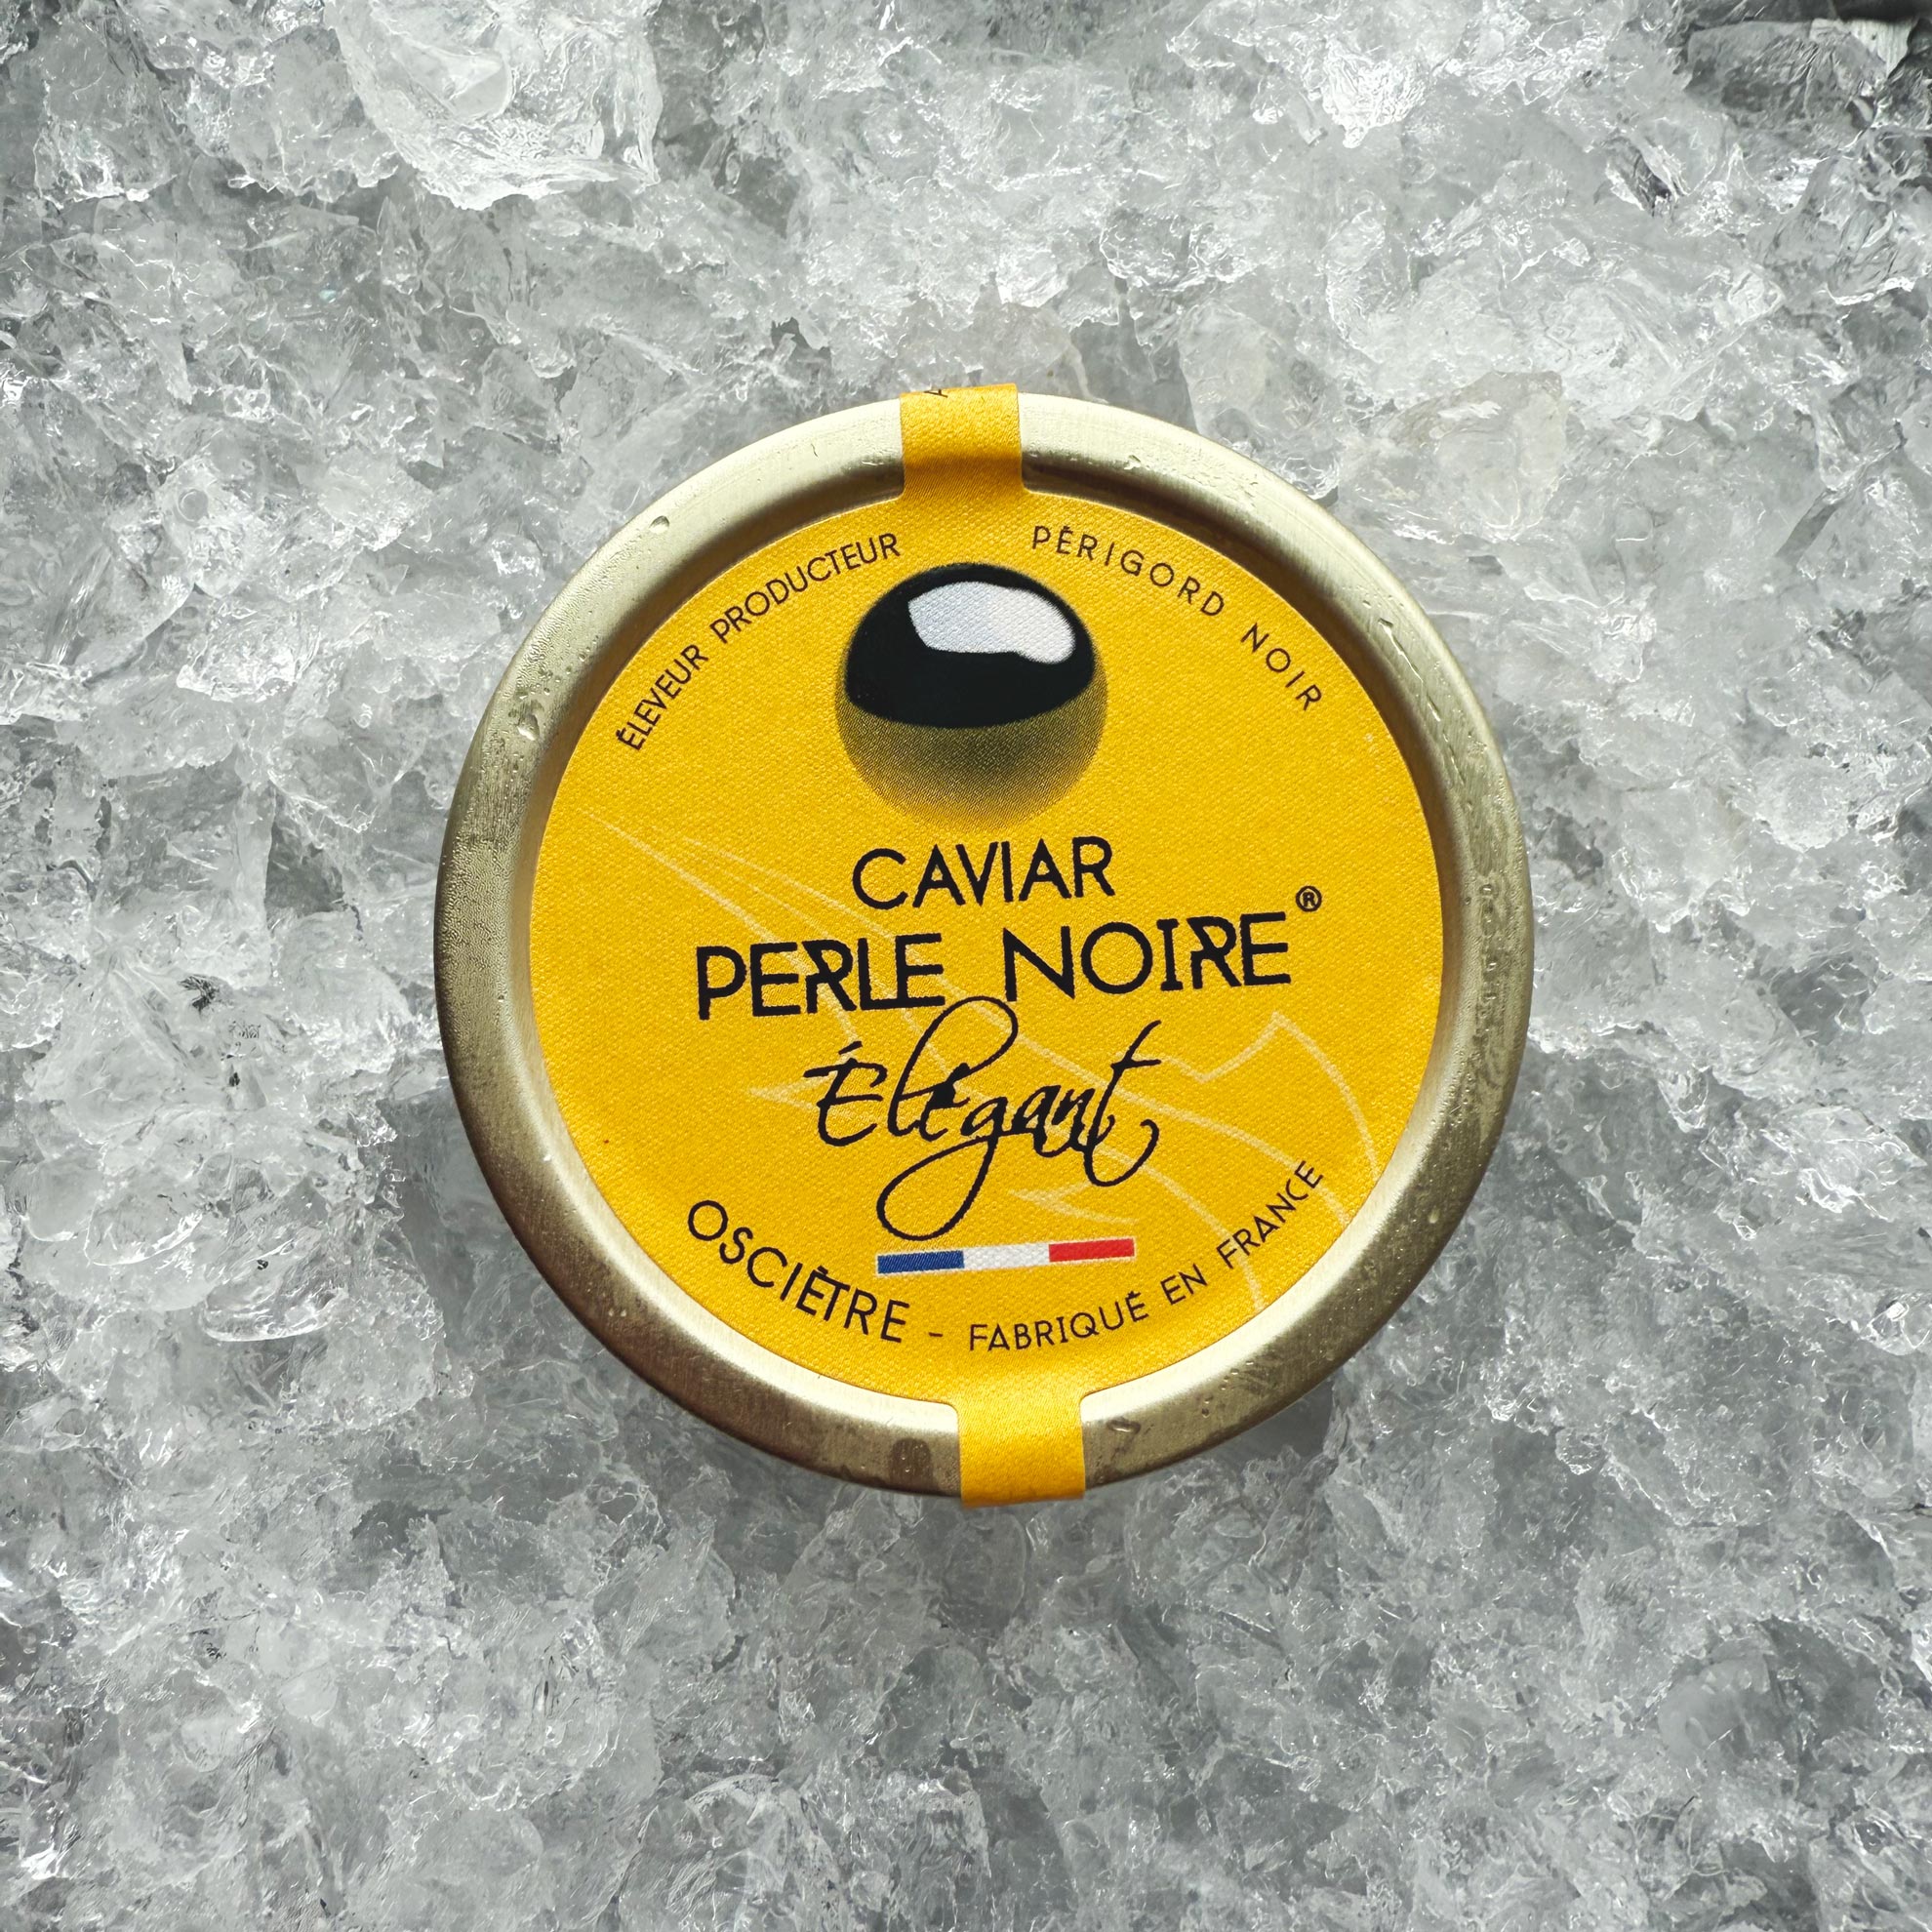 ÉLEVEUR PRODUCTEUR
PÉRIGORD NOIR
CAVIAR
PERLE NOIRE®
Élégant
OSCIÈTRE - FABRIQUÉ EN FRANCE